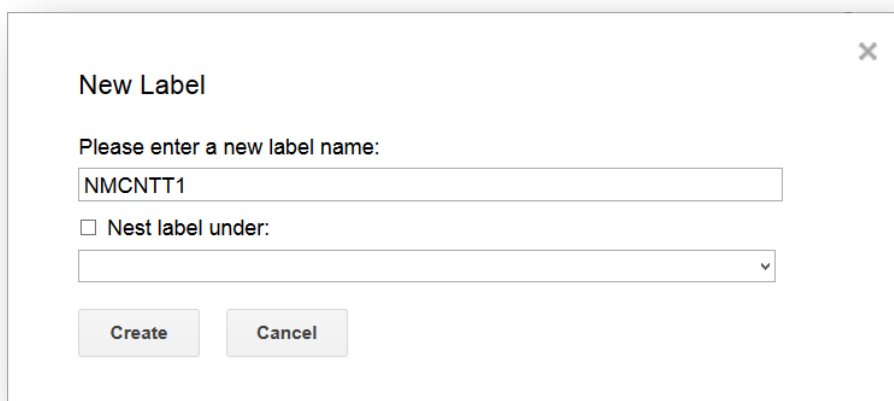 New Label
Please enter a new label name:
NMCNTT1
Nest label under:
Create Cancel